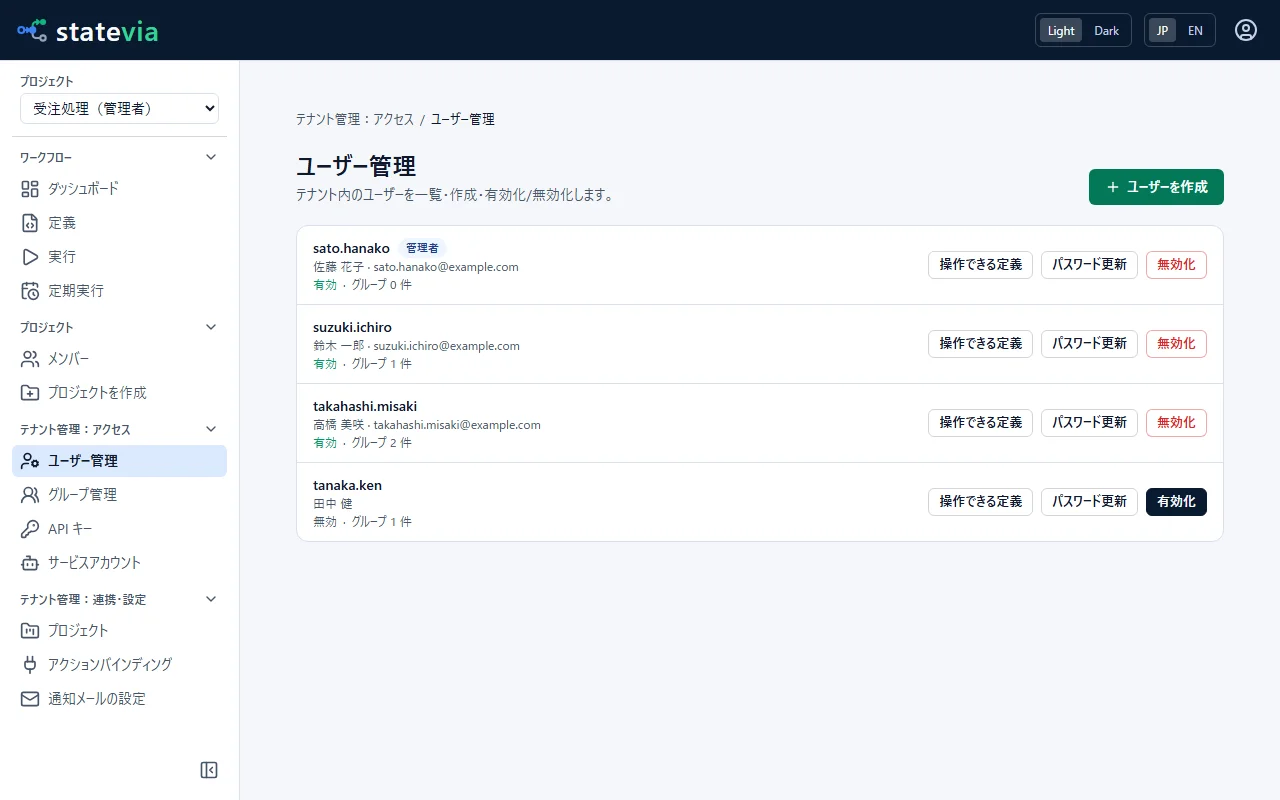 statevia
Light Dark JP EN
プロジェクト
受注処理（管理者）
ワークフロー
ダッシュボード
定義
実行
定期実行
プロジェクト
メンバー
プロジェクトを作成
テナント管理：アクセス
ユーザー管理
グループ管理
API キー
サービスアカウント
テナント管理：連携・設定
プロジェクト
アクションバインディング
通知メールの設定
テナント管理：アクセス / ユーザー管理
ユーザー管理
テナント内のユーザーを一覧・作成・有効化/無効化します。
＋ ユーザーを作成
sato.hanako 管理者
佐藤 花子 · sato.hanako@example.com
有効 · グループ 0 件
操作できる定義 パスワード更新 無効化
suzuki.ichiro
鈴木 一郎 · suzuki.ichiro@example.com
有効 · グループ 1 件
操作できる定義 パスワード更新 無効化
takahashi.misaki
高橋 美咲 · takahashi.misaki@example.com
有効 · グループ 2 件
操作できる定義 パスワード更新 無効化
tanaka.ken
田中 健
無効 · グループ 1 件
操作できる定義 パスワード更新 有効化